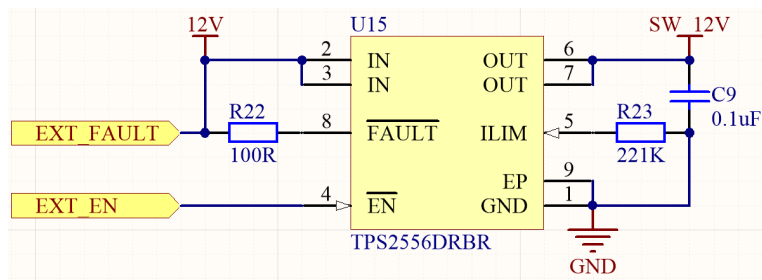 12V
U15
SW_12V
2
IN
OUT
6
3
IN
OUT
7
C9
0.1uF
R22
R23
EXT_FAULT
100R
8
FAULT
ILIM
5
221K
EP
9
EXT_EN
4
EN
GND
1
TPS2556DRBR
GND